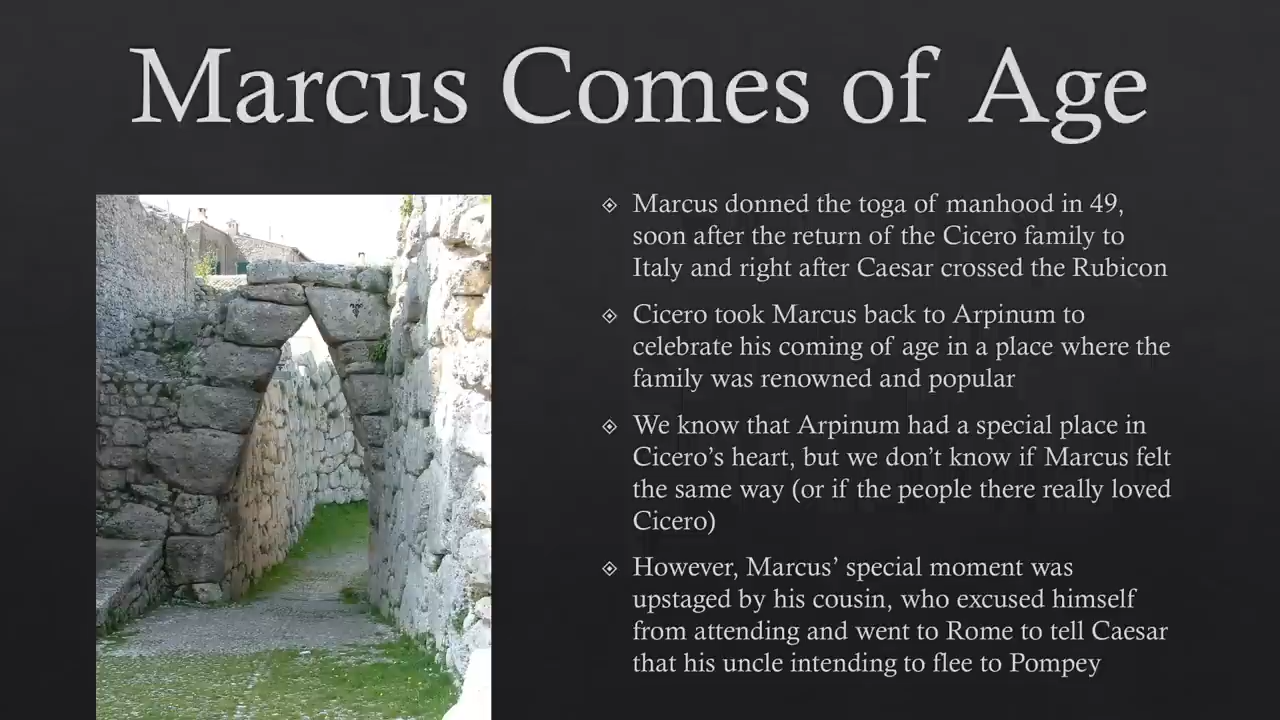 Marcus Comes of Age
Marcus donned the toga of manhood in 49,
soon after the return of the Cicero family to
Italy and right after Caesar crossed the Rubicon
Cicero took Marcus back to Arpinum to
celebrate his coming of age in a place where the
family was renowned and popular
We know that Arpinum had a special place in
Cicero’s heart, but we don’t know if Marcus felt
the same way (or if the people there really loved
Cicero)
However, Marcus’ special moment was
upstaged by his cousin, who excused himself
from attending and went to Rome to tell Caesar
that his uncle intending to flee to Pompey